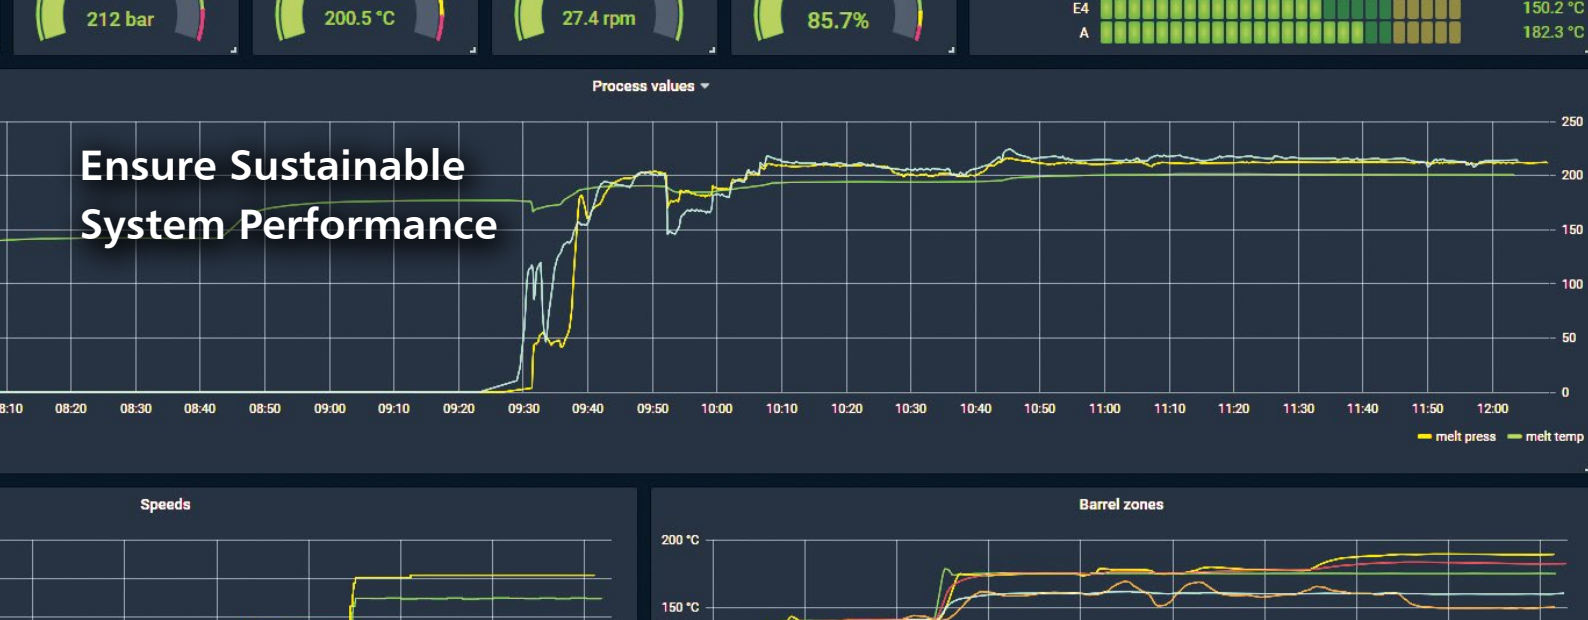 212 bar
200.5 °C
27.4 rpm
85.7%
E4 150.2 °C
A 182.3 °C
Process values
Ensure Sustainable
System Performance
250
200
150
100
50
0
8:10 08:20 08:30 08:40 08:50 09:00 09:10 09:20 09:30 09:40 09:50 10:00 10:10 10:20 10:30 10:40 10:50 11:00 11:10 11:20 11:30 11:40 11:50 12:00
melt press melt temp
Speeds
Barrel zones
200 °C
150 °C